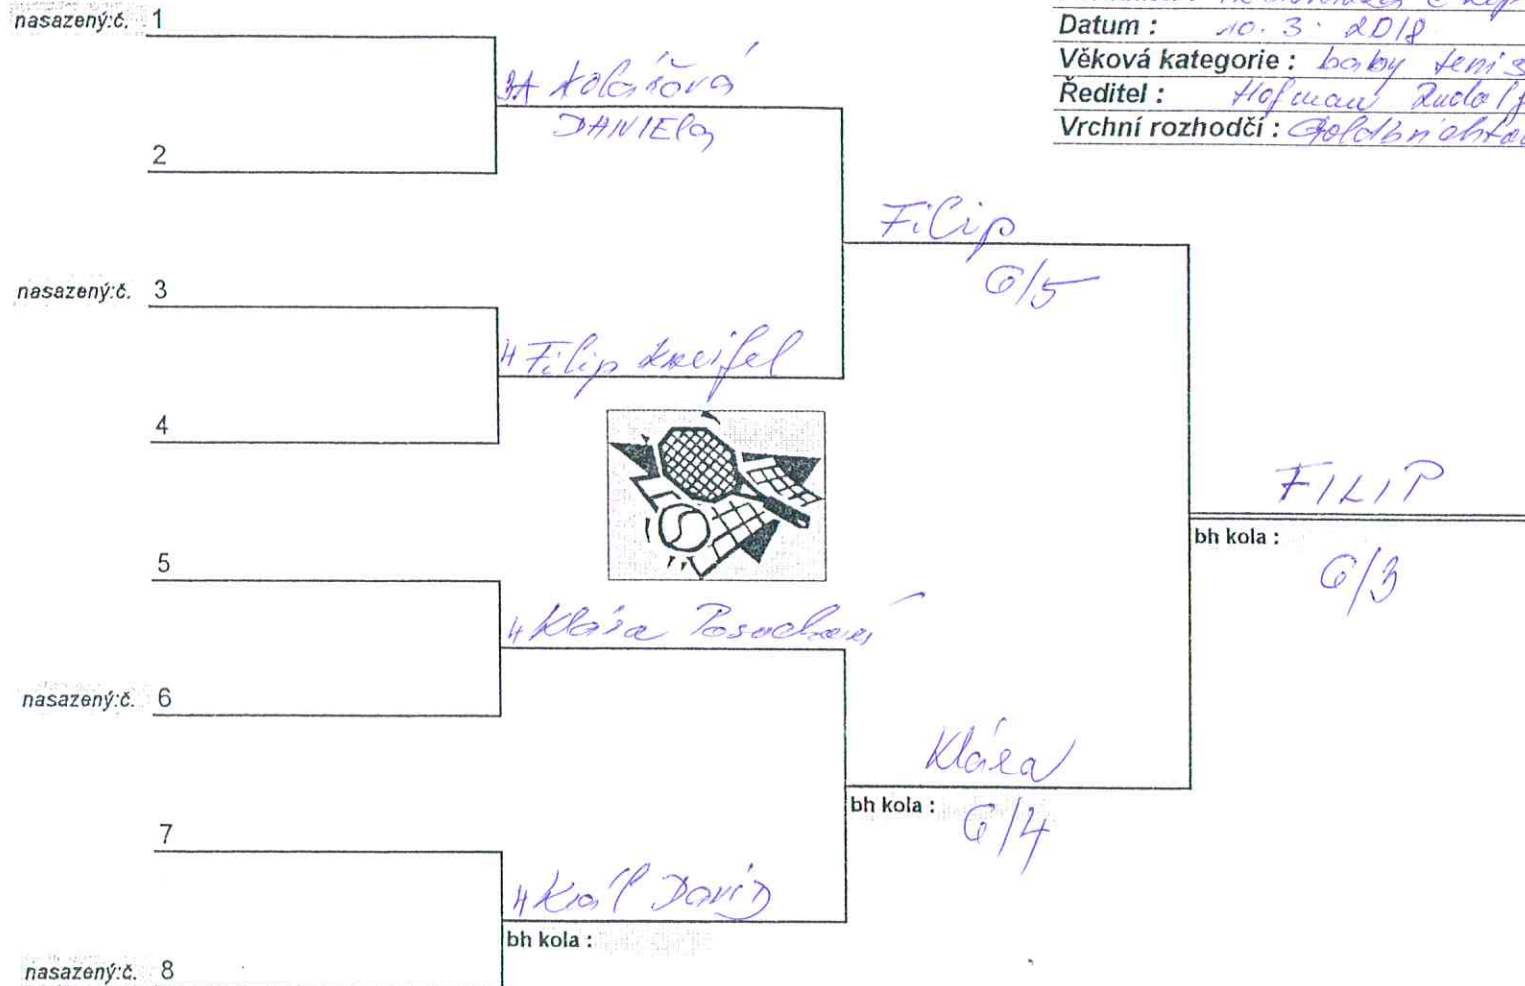 nasazený:č. 1
Datum : 10. 3. 2018
Věková kategorie : baby tenis
3A Kolářová
DANIELA
Ředitel : Hofman Rudolf
Vrchní rozhodčí :
2
Filip
6/5
nasazený:č. 3
4 Filip
4
FILIP
bh kola :
6/3
5
4 Klára
nasazený:č. 6
Klára
bh kola :
6/4
7
4 Král DAVID
bh kola :
nasazený:č. 8